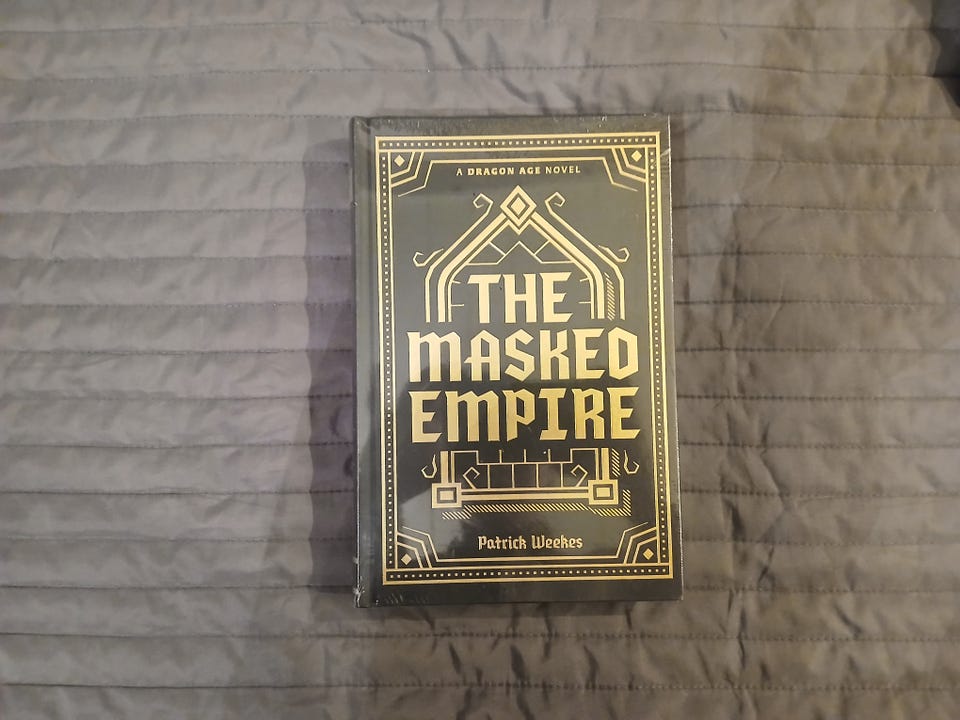 A DRAGON AGE NOVEL
THE
MASKED
EMPIRE
Patrick Weekes